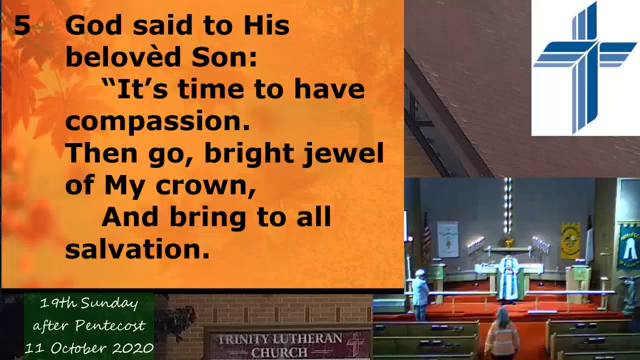 5 God said to His
belovèd Son:
“It’s time to have
compassion.
Then go, bright jewel
of My crown,
And bring to all
salvation.
19th Sunday
after Pentecost
11 October 2020
TRINITY LUTHERAN
CHURCH